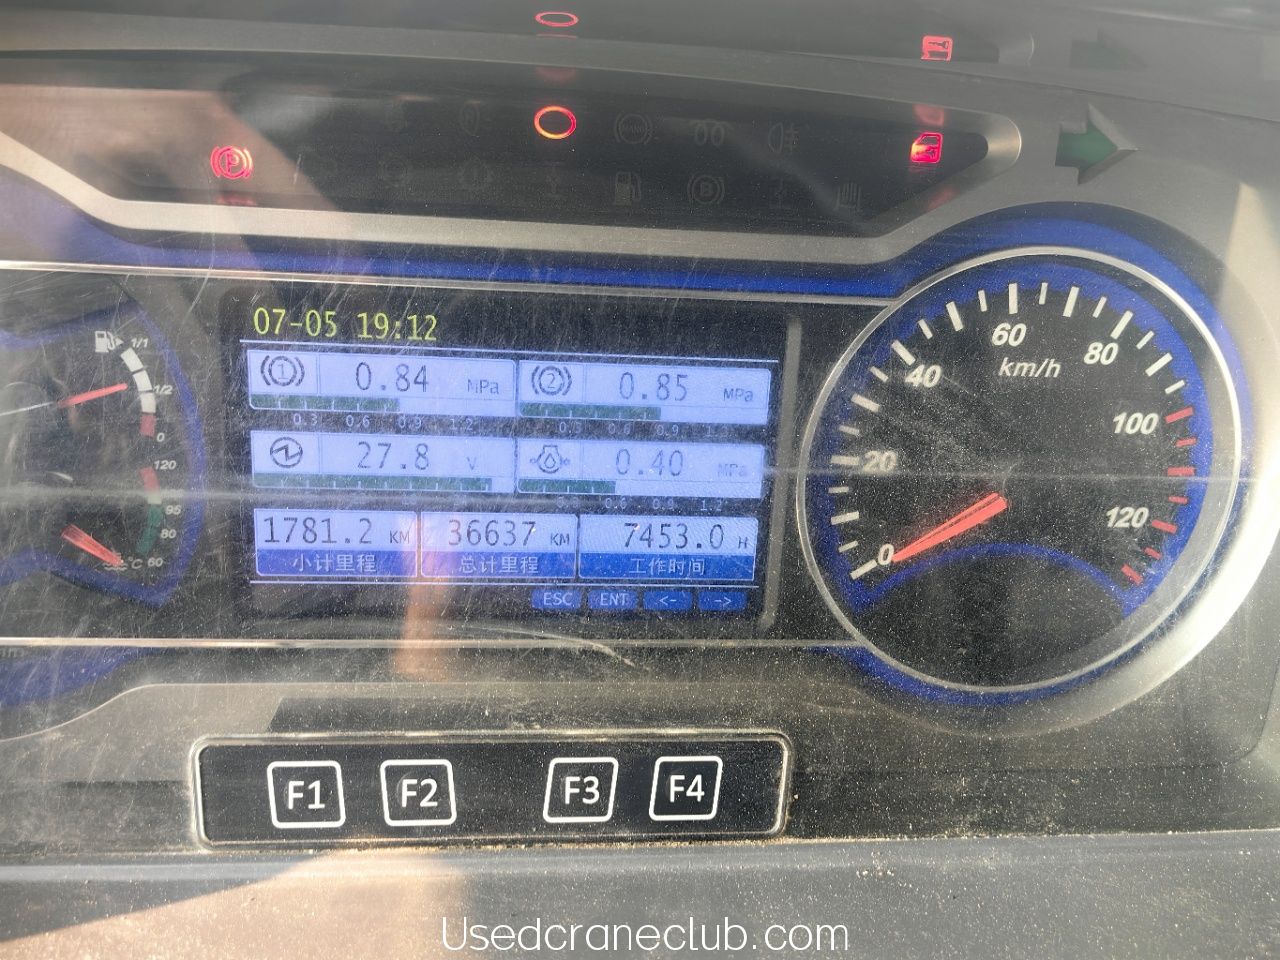 07-05 19:12
1 0.84 MPa 2 0.85 MPa
0.3 0.6 0.9 1.2
27.8 V 0.40 MPa
1781.2 KM 36637 KM 7453.0 H
小计里程 总计里程 工作时间
ESC ENT <- ->
1/1
1/2
0
120
95
80
°C 60
0 20 40 60 80 100 120
km/h
P
F1 F2 F3 F4
Usedcraneclub.com